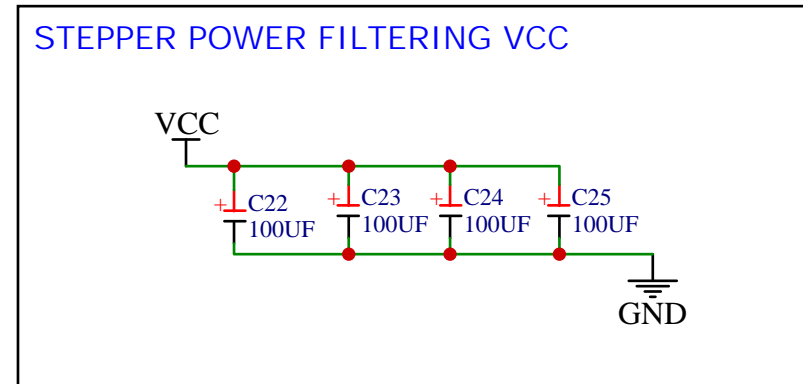 STEPPER POWER FILTERING VCC
VCC
+ C22 + C23 + C24 + C25
100UF 100UF 100UF 100UF
GND